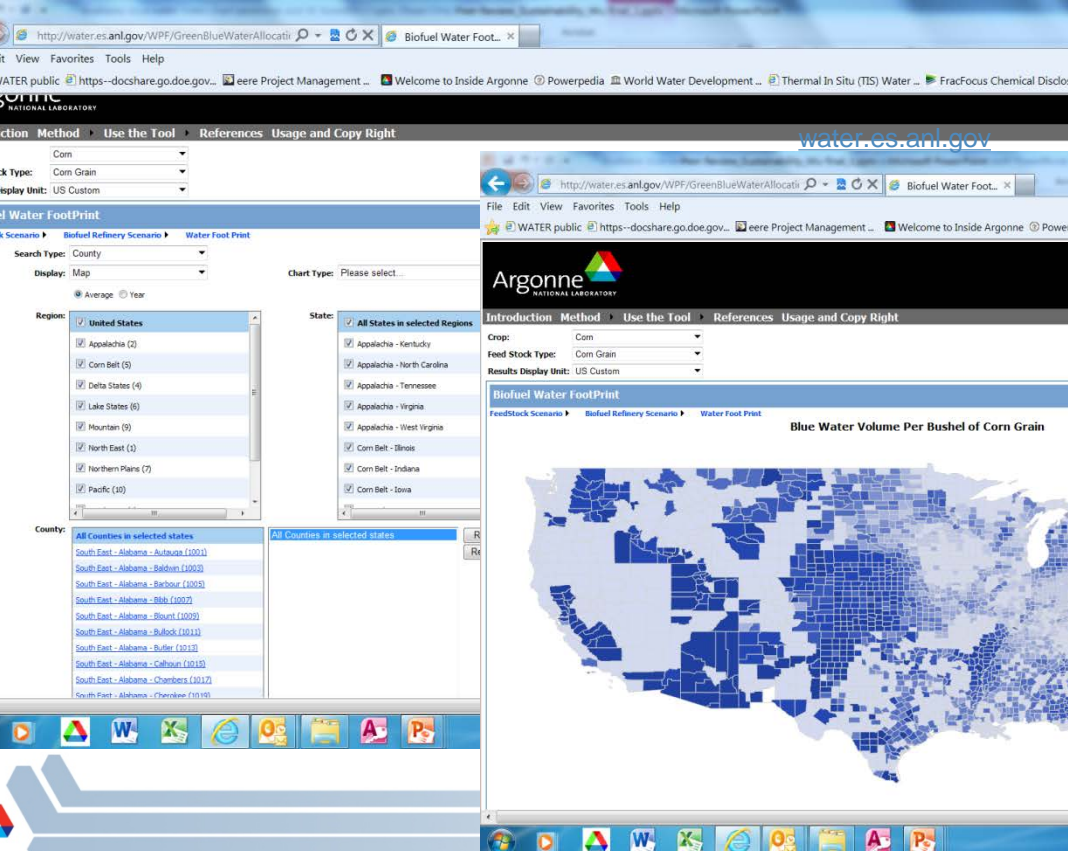 http://water.es.anl.gov/WPF/GreenBlueWaterAllocati
Biofuel Water Foot...
View Favorites Tools Help
public https--docshare.go.doe.gov... eere Project Management ... Welcome to Inside Argonne Powerpedia World Water Development ... Thermal In Situ (TIS) Water ... FracFocus Chemical
NATIONAL LABORATORY
Method Use the Tool References Usage and Copy Right
water.es.anl.gov
Corn
Type: Corn Grain
Display Unit: US Custom
Water FootPrint
Scenario Biofuel Refinery Scenario Water Foot Print
Search Type: County
Display: Map
Chart Type: Please select...
Average Year
Region:
United States
Appalachia (2)
Corn Belt (5)
Delta States (4)
Lake States (6)
Mountain (9)
North East (1)
Northern Plains (7)
Pacific (10)
State:
All States in selected Regions
Appalachia - Kentucky
Appalachia - North Carolina
Appalachia - Tennessee
Appalachia - Virginia
Appalachia - West Virginia
Corn Belt - Illinois
Corn Belt - Indiana
Corn Belt - Iowa
County:
All Counties in selected states
South East - Alabama - Autauga (1001)
South East - Alabama - Baldwin (1003)
South East - Alabama - Barbour (1005)
South East - Alabama - Bibb (1007)
South East - Alabama - Blount (1009)
South East - Alabama - Bullock (1011)
South East - Alabama - Butler (1013)
South East - Alabama - Calhoun (1015)
South East - Alabama - Chambers (1017)
South East - Alabama - Cherokee (1019)
All Counties in selected states
http://water.es.anl.gov/WPF/GreenBlueWaterAllocati
Biofuel Water Foot...
File Edit View Favorites Tools Help
WATER public https--docshare.go.doe.gov... eere Project Management ... Welcome to Inside Argonne
Argonne
NATIONAL LABORATORY
Introduction Method Use the Tool References Usage and Copy Right
Crop: Corn
Feed Stock Type: Corn Grain
Results Display Unit: US Custom
Biofuel Water FootPrint
FeedStock Scenario Biofuel Refinery Scenario Water Foot Print
Blue Water Volume Per Bushel of Corn Grain